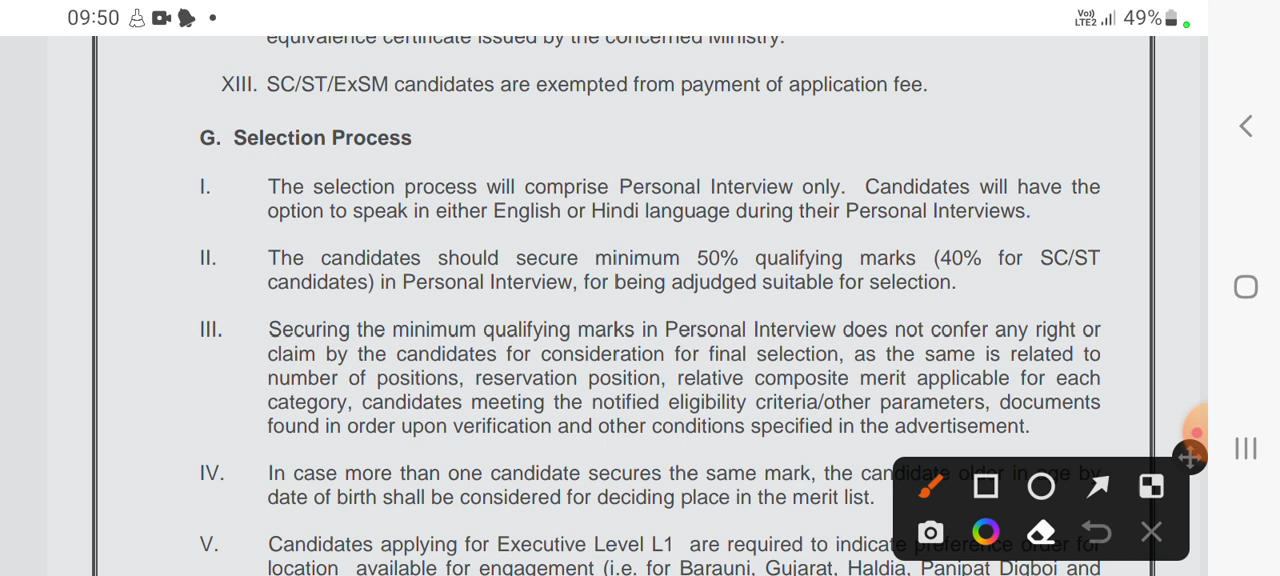 09:50
Vo)) LTE2 49%
equivalence certificate issued by the concerned Ministry.
XIII. SC/ST/ExSM candidates are exempted from payment of application fee.
G. Selection Process
I. The selection process will comprise Personal Interview only. Candidates will have the
option to speak in either English or Hindi language during their Personal Interviews.
II. The candidates should secure minimum 50% qualifying marks (40% for SC/ST
candidates) in Personal Interview, for being adjudged suitable for selection.
III. Securing the minimum qualifying marks in Personal Interview does not confer any right or
claim by the candidates for consideration for final selection, as the same is related to
number of positions, reservation position, relative composite merit applicable for each
category, candidates meeting the notified eligibility criteria/other parameters, documents
found in order upon verification and other conditions specified in the advertisement.
IV. In case more than one candidate secures the same mark, the candidate older in age by
date of birth shall be considered for deciding place in the merit list.
V. Candidates applying for Executive Level L1 are required to indicate preference order for
location available for engagement (i.e. for Barauni, Gujarat, Haldia, Panipat Digboi and